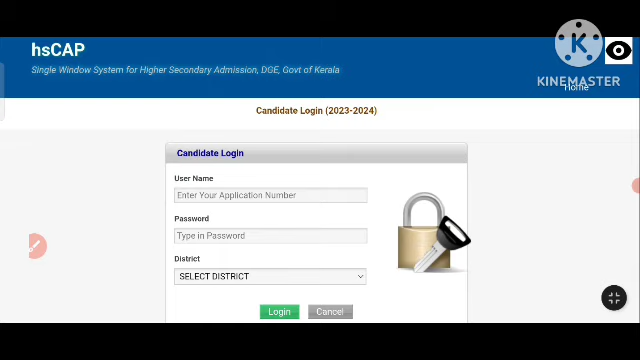 hsCAP
Single Window System for Higher Secondary Admission, DGE, Govt of Kerala
K
KINEMASTER
Home
Candidate Login (2023-2024)
Candidate Login
User Name
Enter Your Application Number
Password
Type in Password
District
SELECT DISTRICT
Login Cancel